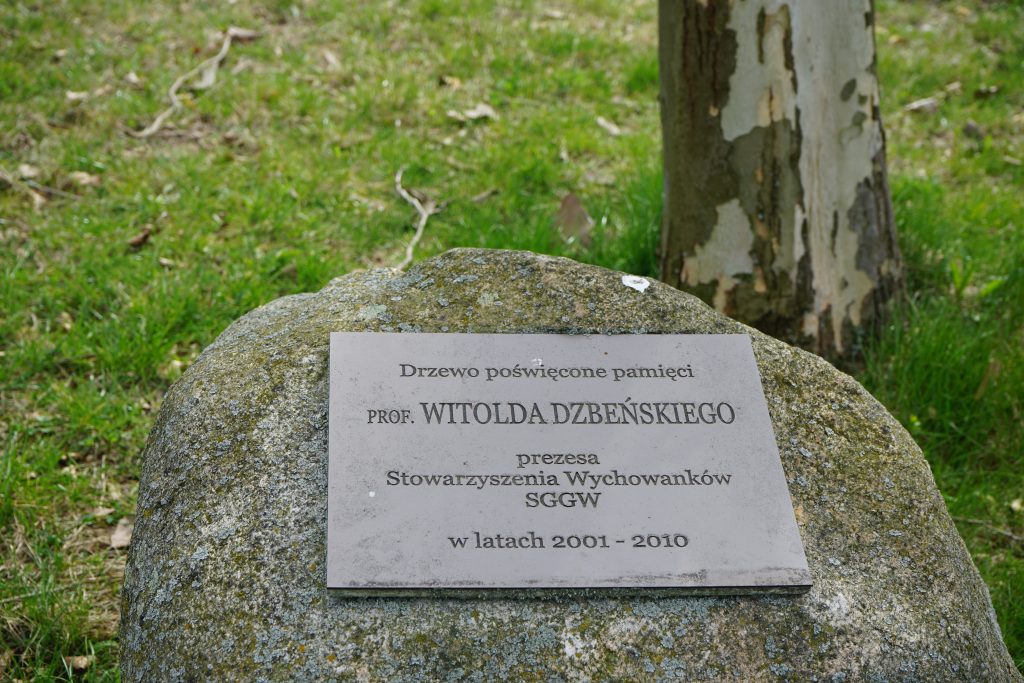 Drzewo poświęcone pamięci
PROF. WITOLDA DZBEŃSKIEGO
prezesa
Stowarzyszenia Wychowanków
SGGW
w latach 2001 - 2010